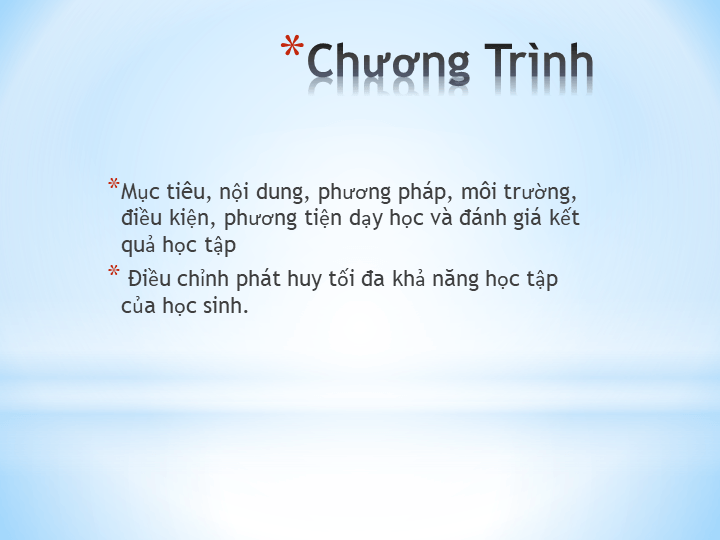 *Chương Trình
*Mục tiêu, nội dung, phương pháp, môi trường,
điều kiện, phương tiện dạy học và đánh giá kết
quả học tập
* Điều chỉnh phát huy tối đa khả năng học tập
của học sinh.